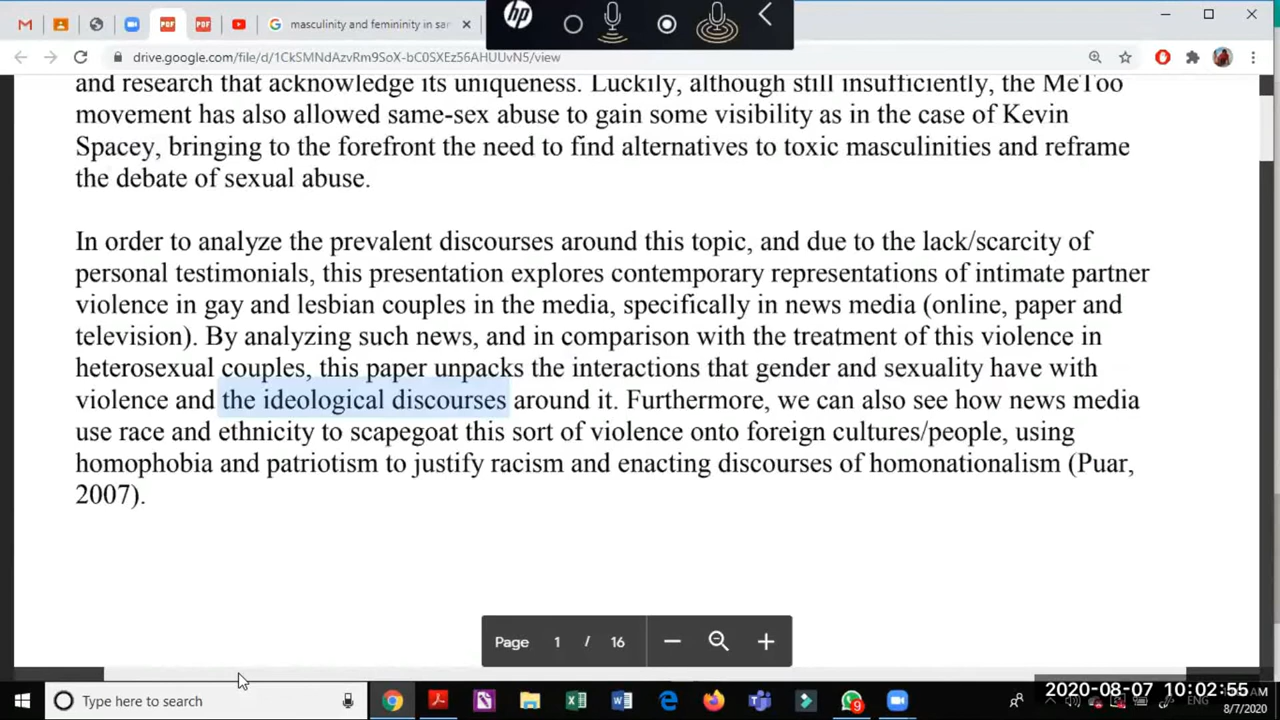 masculinity and femininity in sar
drive.google.com/file/d/1CkSMNdAzvRm9SoX-bC0SXEz56AHUUvN5/view
and research that acknowledge its uniqueness. Luckily, although still insufficiently, the MeToo
movement has also allowed same-sex abuse to gain some visibility as in the case of Kevin
Spacey, bringing to the forefront the need to find alternatives to toxic masculinities and reframe
the debate of sexual abuse.
In order to analyze the prevalent discourses around this topic, and due to the lack/scarcity of
personal testimonials, this presentation explores contemporary representations of intimate partner
violence in gay and lesbian couples in the media, specifically in news media (online, paper and
television). By analyzing such news, and in comparison with the treatment of this violence in
heterosexual couples, this paper unpacks the interactions that gender and sexuality have with
violence and the ideological discourses around it. Furthermore, we can also see how news media
use race and ethnicity to scapegoat this sort of violence onto foreign cultures/people, using
homophobia and patriotism to justify racism and enacting discourses of homonationalism (Puar,
2007).
Page 1 / 16
Type here to search
9
ENG
2020-08-07 10:02:55
8/7/2020